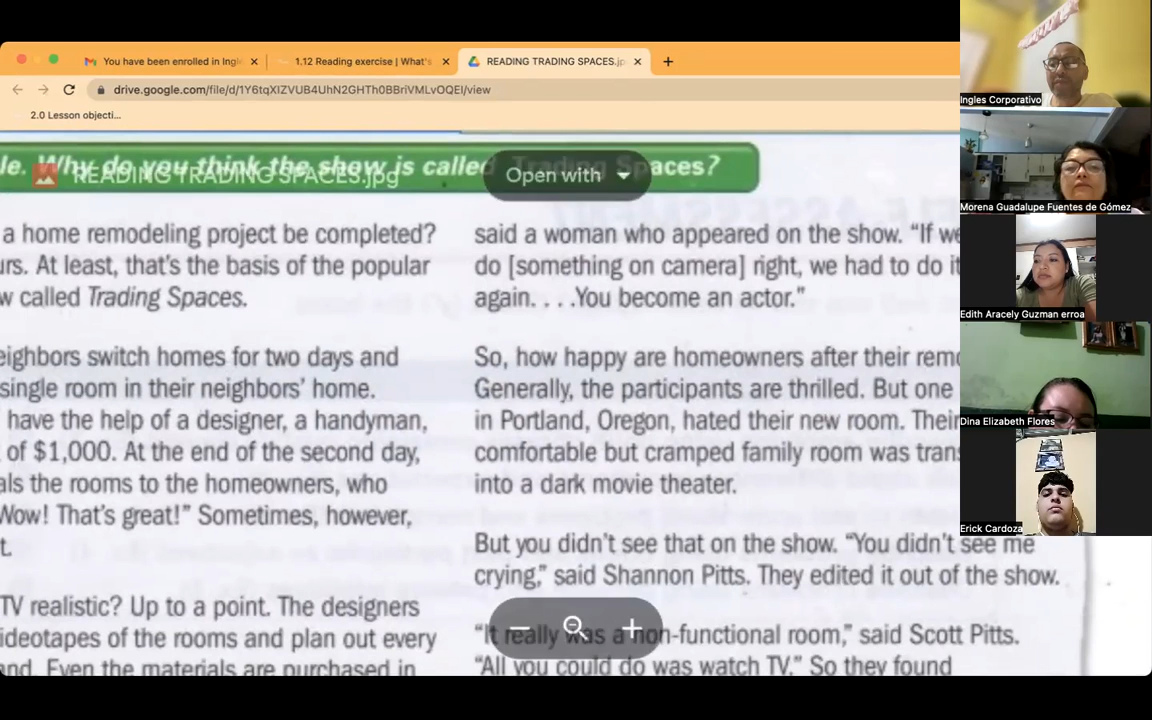 You have been enrolled in Ingle
1.12 Reading exercise | What's
READING TRADING SPACES.jp
drive.google.com/file/d/1Y6tqXIZVUB4UhN2GHTh0BBriVMLvOQEI/view
2.0 Lesson objecti...
le. Why do you think the show is called Trading Spaces?
READING TRADING SPACES.jpg
Open with
a home remodeling project be completed?
urs. At least, that's the basis of the popular
w called Trading Spaces.
eighbors switch homes for two days and
single room in their neighbors' home.
have the help of a designer, a handyman,
of $1,000. At the end of the second day,
als the rooms to the homeowners, who
Wow! That's great!" Sometimes, however,
t.
TV realistic? Up to a point. The designers
ideotapes of the rooms and plan out every
and. Even the materials are purchased in
said a woman who appeared on the show. "If we
do [something on camera] right, we had to do it
again. . . .You become an actor."
So, how happy are homeowners after their remo
Generally, the participants are thrilled. But one
in Portland, Oregon, hated their new room. Their
comfortable but cramped family room was trans
into a dark movie theater.
But you didn't see that on the show. "You didn't see me
crying," said Shannon Pitts. They edited it out of the show.
"It really was a non-functional room," said Scott Pitts.
"All you could do was watch TV." So they found
Ingles Corporativo
Morena Guadalupe Fuentes de Gómez
Edith Aracely Guzman erroa
Dina Elizabeth Flores
Erick Cardoza